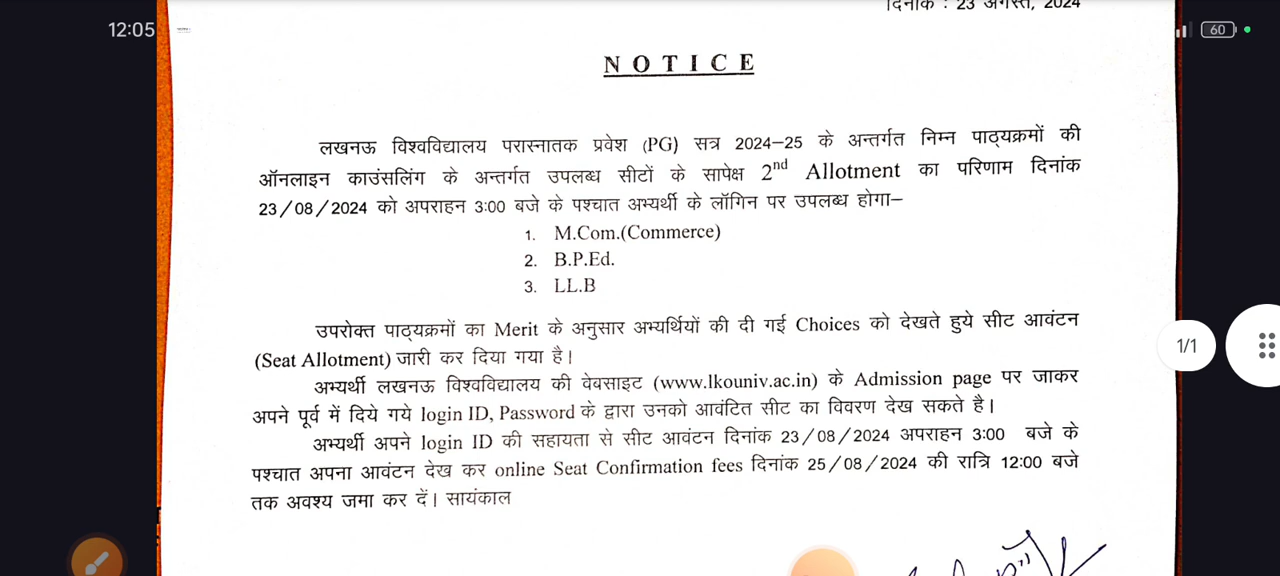 दिनांक : 23 अगस्त, 2024
12:05
60
NOTICE
लखनऊ विश्वविद्यालय परास्नातक प्रवेश (PG) सत्र 2024-25 के अन्तर्गत निम्न पाठ्यक्रमों की
ऑनलाइन काउंसलिंग के अन्तर्गत उपलब्ध सीटों के सापेक्ष 2nd Allotment का परिणाम दिनांक
23/08/2024 को अपराहन 3:00 बजे के पश्चात अभ्यर्थी के लॉगिन पर उपलब्ध होगा–
1. M.Com.(Commerce)
2. B.P.Ed.
3. LL.B
उपरोक्त पाठ्यक्रमों का Merit के अनुसार अभ्यर्थियों की दी गई Choices को देखते हुये सीट आवंटन
(Seat Allotment) जारी कर दिया गया है।
1/1
अभ्यर्थी लखनऊ विश्वविद्यालय की वेबसाइट (www.lkouniv.ac.in) के Admission page पर जाकर
अपने पूर्व में दिये गये login ID, Password के द्वारा उनको आवंटित सीट का विवरण देख सकते है।
अभ्यर्थी अपने login ID की सहायता से सीट आवंटन दिनांक 23/08/2024 अपराहन 3:00 बजे के
पश्चात अपना आवंटन देख कर online Seat Confirmation fees दिनांक 25/08/2024 की रात्रि 12:00 बजे
तक अवश्य जमा कर दें। सायंकाल